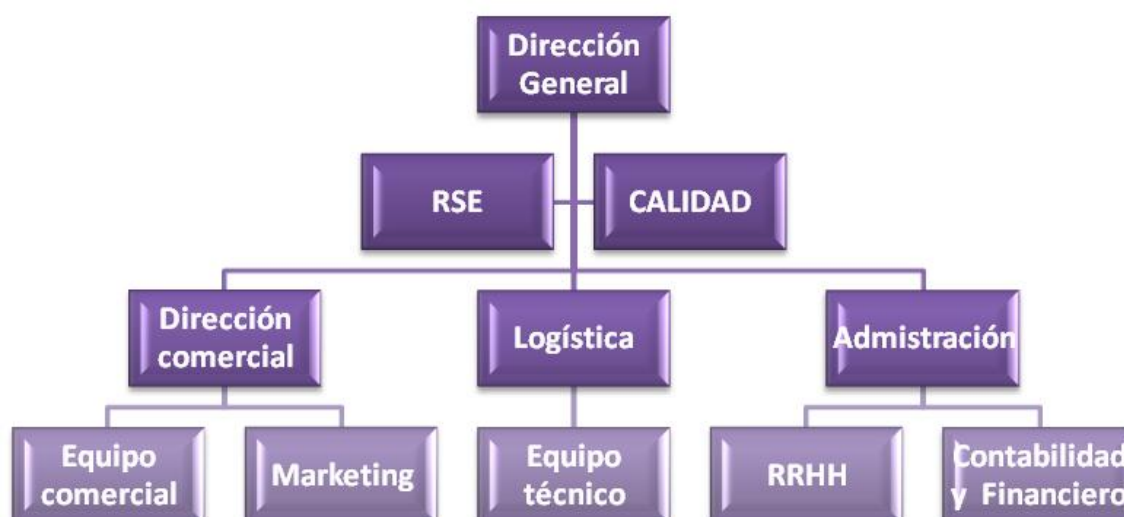 Dirección
General
RSE
CALIDAD
Dirección
comercial
Logística
Admistración
Equipo
comercial
Marketing
Equipo
técnico
RRHH
Contabilidad
y Financiero